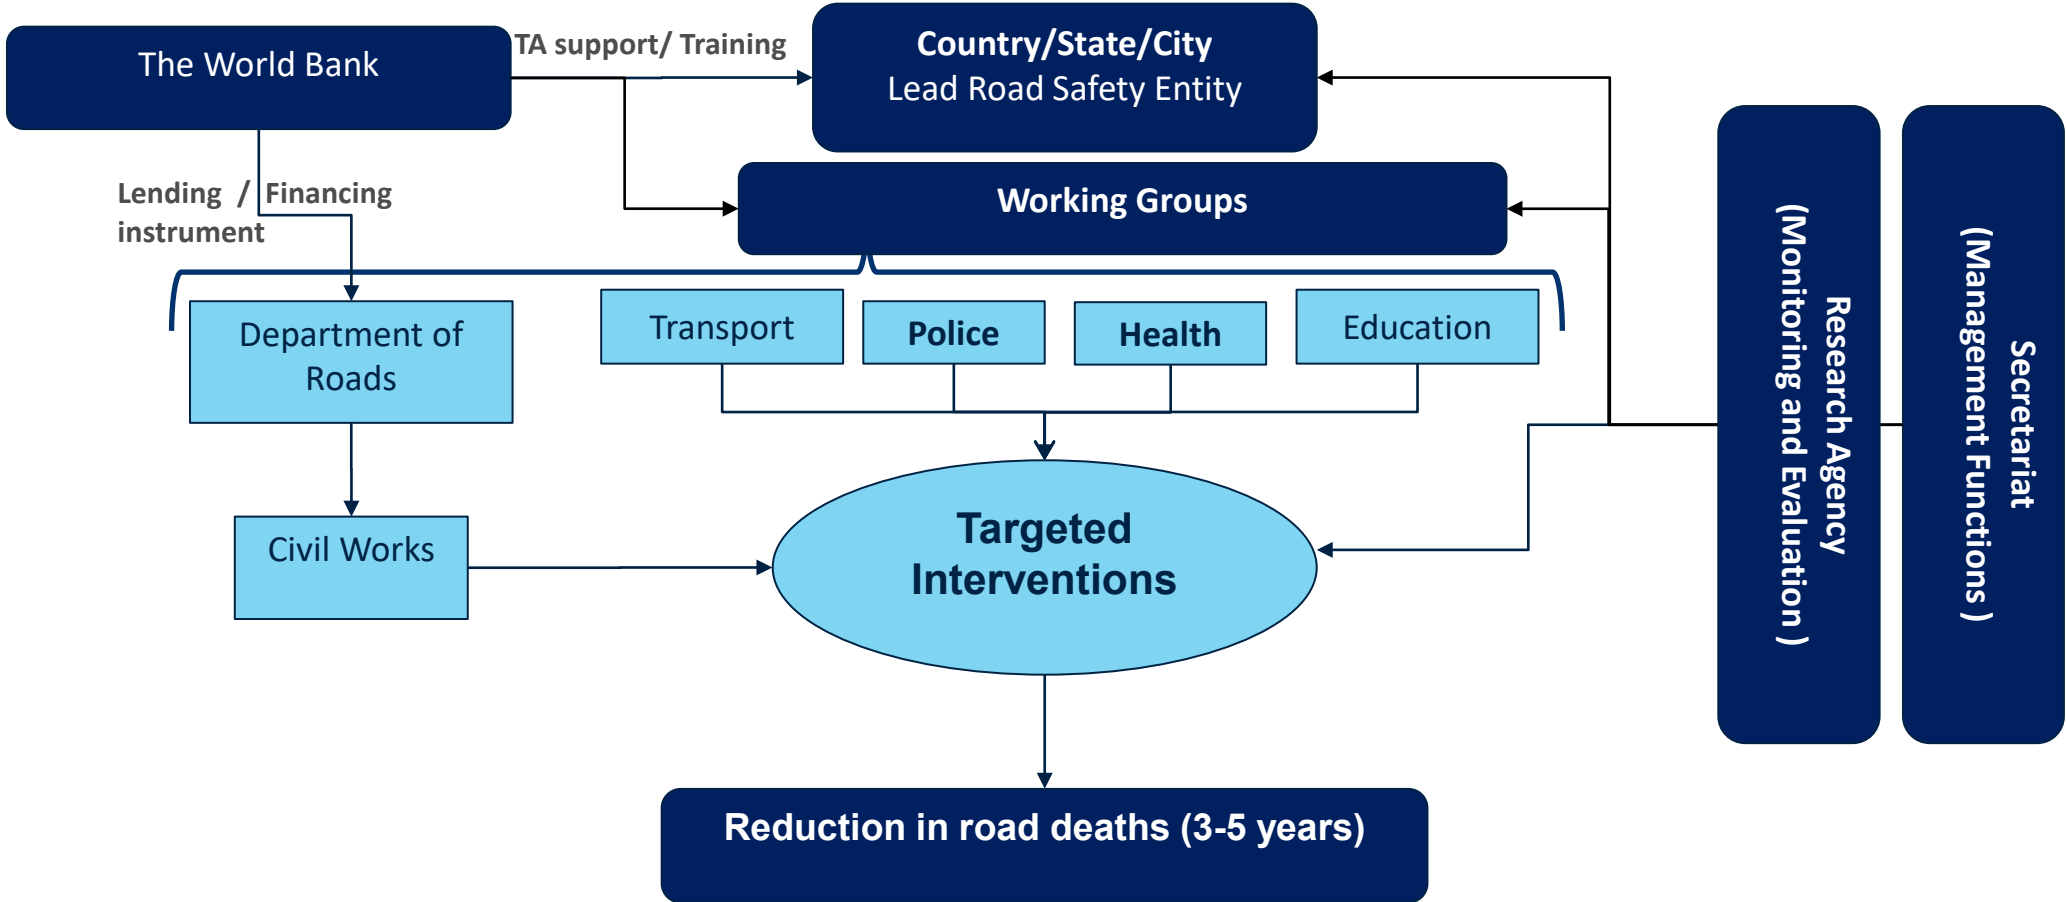 The World Bank
TA support/ Training
Country/State/City
Lead Road Safety Entity
Lending / Financing
instrument
Working Groups
Department of
Roads
Transport
Police
Health
Education
Civil Works
Targeted
Interventions
Reduction in road deaths (3-5 years)
Research Agency
(Monitoring and Evaluation )
Secretariat
(Management Functions )